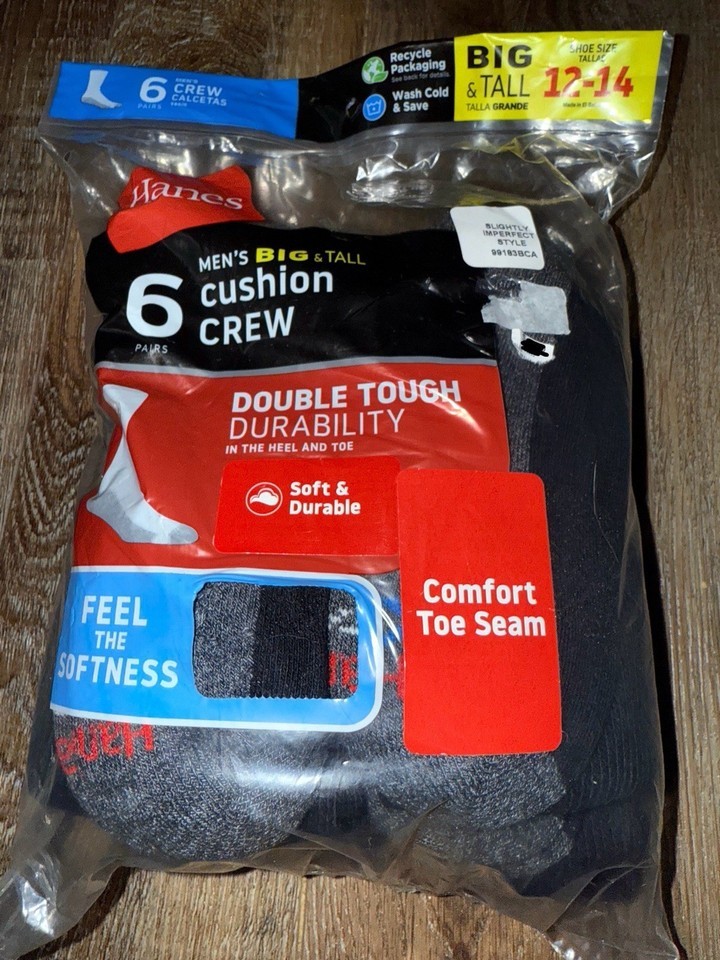 6
PAIRS
MEN'S
CREW
CALCETAS
Recycle
Packaging
See back for details
Wash Cold
& Save
BIG
& TALL
TALLA GRANDE
SHOE SIZE
TALLAS
12-14
Hanes
SLIGHTLY
IMPERFECT
STYLE
99183BCA
MEN'S BIG & TALL
6 cushion
CREW
PAIRS
DOUBLE TOUGH
DURABILITY
IN THE HEEL AND TOE
Soft &
Durable
Comfort
Toe Seam
FEEL
THE
SOFTNESS